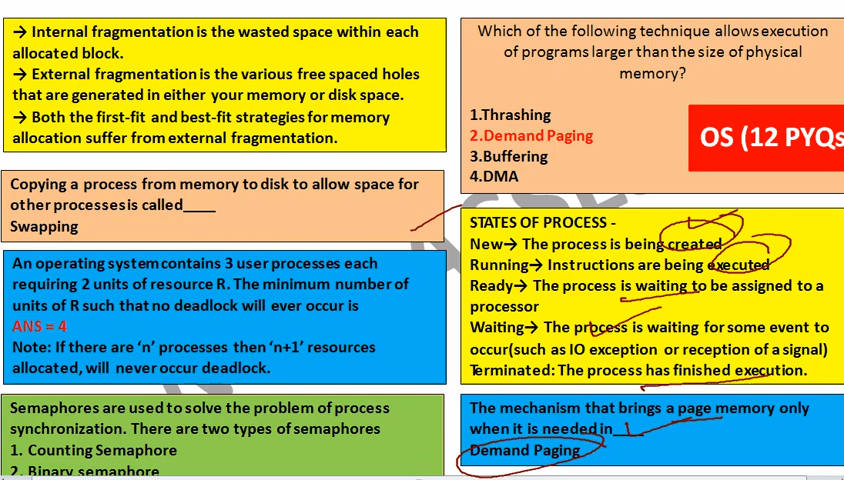 → Internal fragmentation is the wasted space within each
allocated block.
→ External fragmentation is the various free spaced holes
that are generated in either your memory or disk space.
→ Both the first-fit and best-fit strategies for memory
allocation suffer from external fragmentation.
Copying a process from memory to disk to allow space for
other processes is called____
Swapping
An operating system contains 3 user processes each
requiring 2 units of resource R. The minimum number of
units of R such that no deadlock will ever occur is
ANS = 4
Note: If there are ‘n’ processes then ‘n+1’ resources
allocated, will never occur deadlock.
Semaphores are used to solve the problem of process
synchronization. There are two types of semaphores
1. Counting Semaphore
2. Binary semaphore
Which of the following technique allows execution
of programs larger than the size of physical
memory?
1.Thrashing
2.Demand Paging
3.Buffering
4.DMA
OS (12 PYQs
STATES OF PROCESS -
New→ The process is being created
Running→ Instructions are being executed
Ready→ The process is waiting to be assigned to a
processor
Waiting→ The process is waiting for some event to
occur(such as IO exception or reception of a signal)
Terminated: The process has finished execution.
The mechanism that brings a page memory only
when it is needed in___
Demand Paging